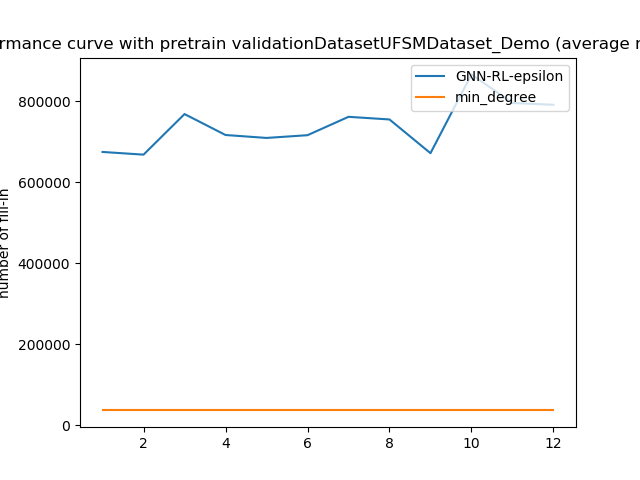 rmance curve with pretrain validationDatasetUFSMDataset_Demo (average n
GNN-RL-epsilon
min_degree
800000
600000
400000
200000
0
number of fill-in
2 4 6 8 10 12